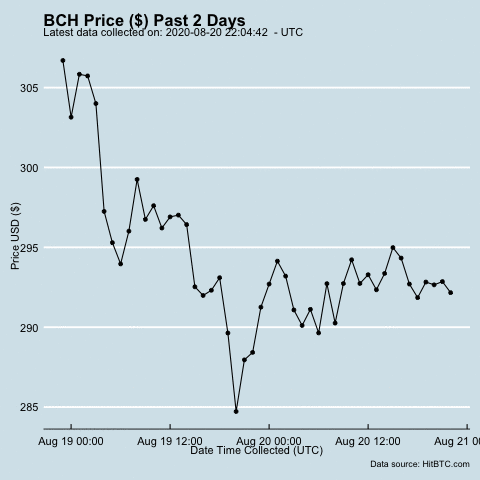 BCH Price ($) Past 2 Days
Latest data collected on: 2020-08-20 22:04:42 - UTC
305
300
295
290
285
Price USD ($)
Aug 19 00:00 Aug 19 12:00 Aug 20 00:00 Aug 20 12:00 Aug 21 0
Date Time Collected (UTC)
Data source: HitBTC.com